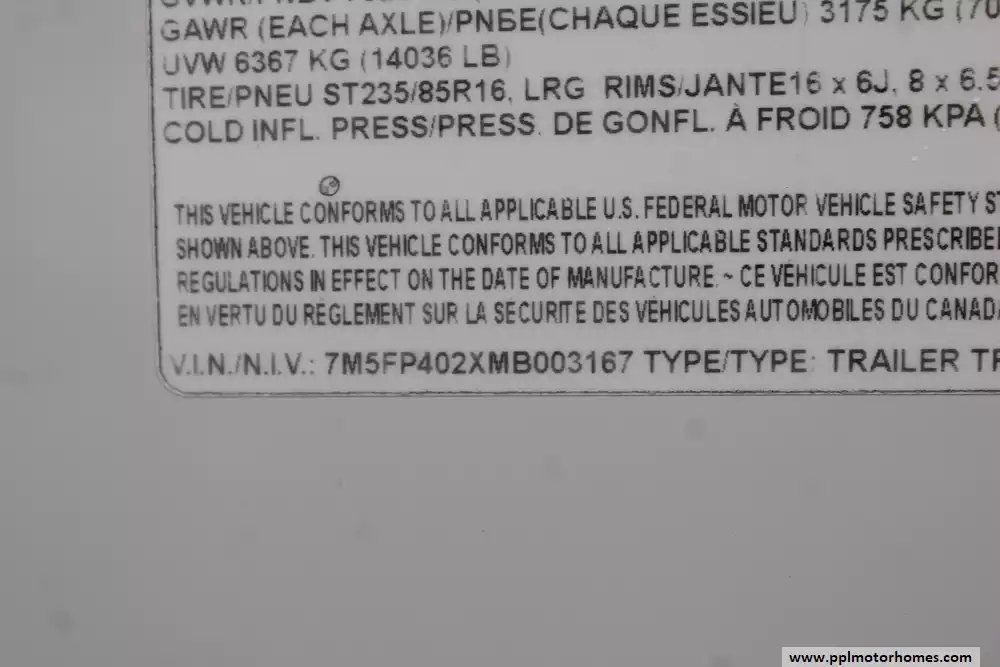 GAWR (EACH AXLE)/PNBE(CHAQUE ESSIEU) 3175 KG (70
UVW 6367 KG (14036 LB)
TIRE/PNEU ST235/85R16, LRG RIMS/JANTE16 x 6J, 8 x 6.5
COLD INFL. PRESS/PRESS. DE GONFL. À FROID 758 KPA (
THIS VEHICLE CONFORMS TO ALL APPLICABLE U.S. FEDERAL MOTOR VEHICLE SAFETY ST
SHOWN ABOVE. THIS VEHICLE CONFORMS TO ALL APPLICABLE STANDARDS PRESCRIBE
REGULATIONS IN EFFECT ON THE DATE OF MANUFACTURE. ~ CE VÉHICULE EST CONFOR
EN VERTU DU RÈGLEMENT SUR LA SÉCURITÉ DES VÉHICULES AUTOMOBILES DU CANADA
V.I.N./N.I.V.: 7M5FP402XMB003167 TYPE/TYPE: TRAILER TR
www.pplmotorhomes.com